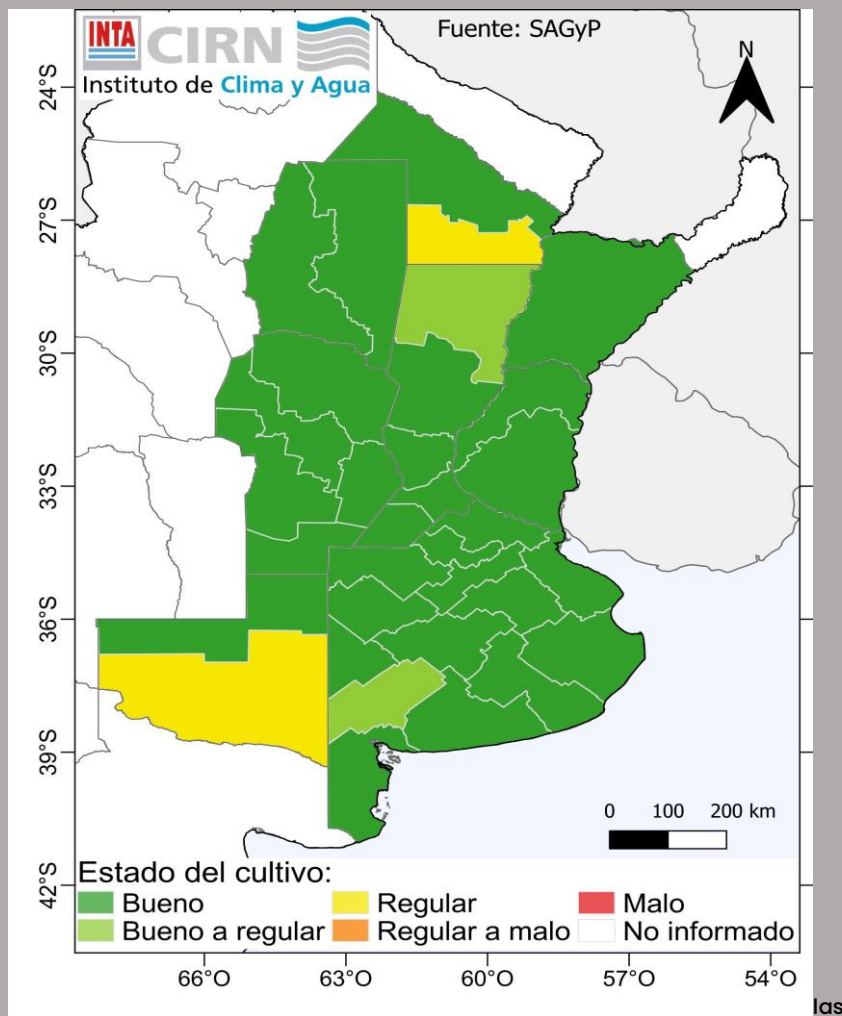 INTA CIRN
Instituto de Clima y Agua
Fuente: SAGyP
N
24°S
27°S
30°S
33°S
36°S
39°S
42°S
0 100 200 km
Estado del cultivo:
Bueno Regular Malo
Bueno a regular Regular a malo No informado
66°O 63°O 60°O 57°O 54°O
las